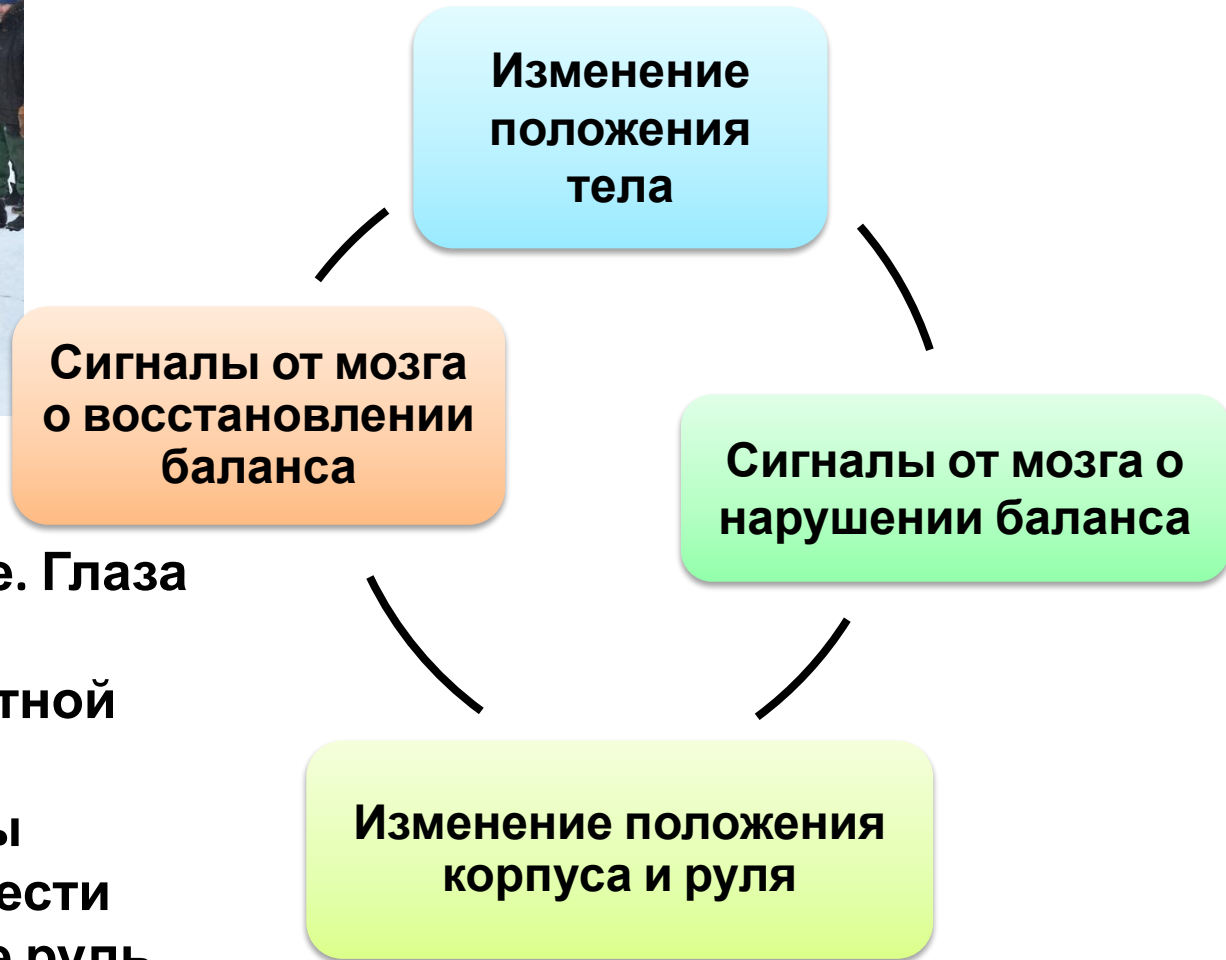 Изменение
положения
тела
Сигналы от мозга
о восстановлении
баланса
Сигналы от мозга о
нарушении баланса
Изменение положения
корпуса и руля
е. Глаза
тной
ы
ести
е руль